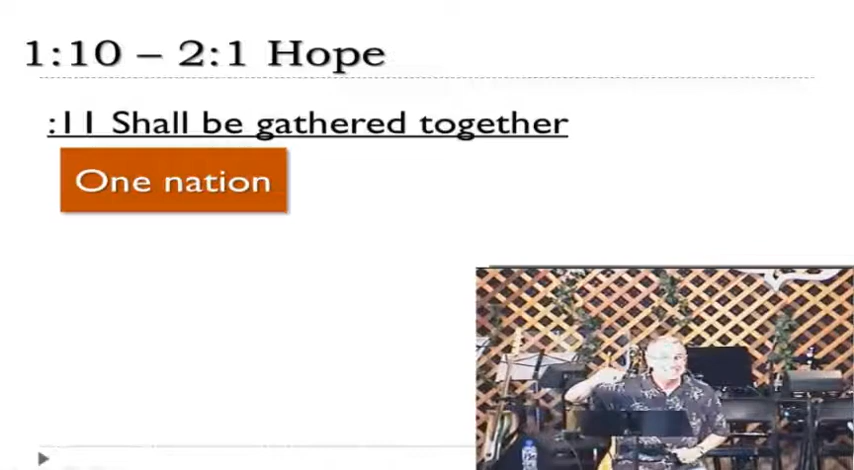 1:10 – 2:1 Hope
:11 Shall be gathered together
One nation